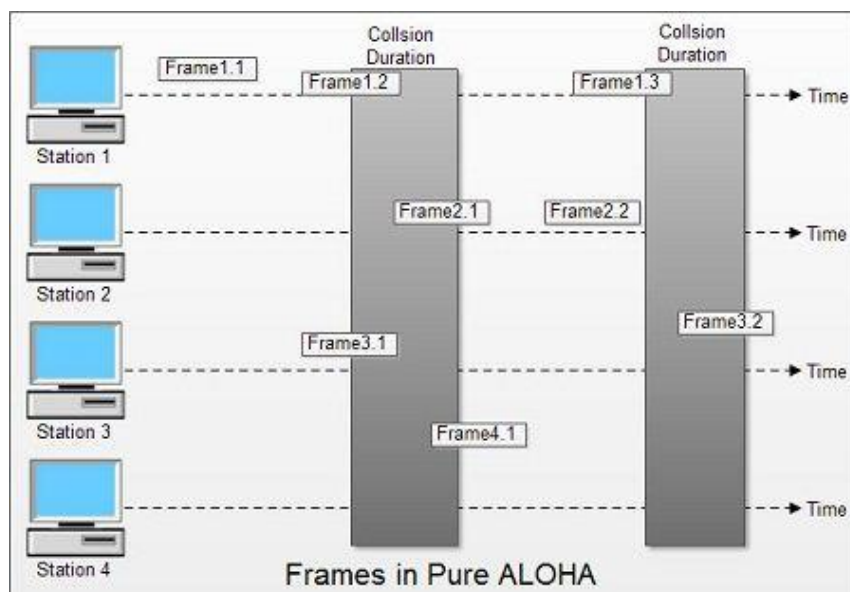 Collsion
Duration
Collsion
Duration
Frame1.1
Frame1.2
Frame1.3
Time
Station 1
Frame2.1
Frame2.2
Time
Station 2
Frame3.1
Frame3.2
Time
Station 3
Frame4.1
Time
Station 4
Frames in Pure ALOHA